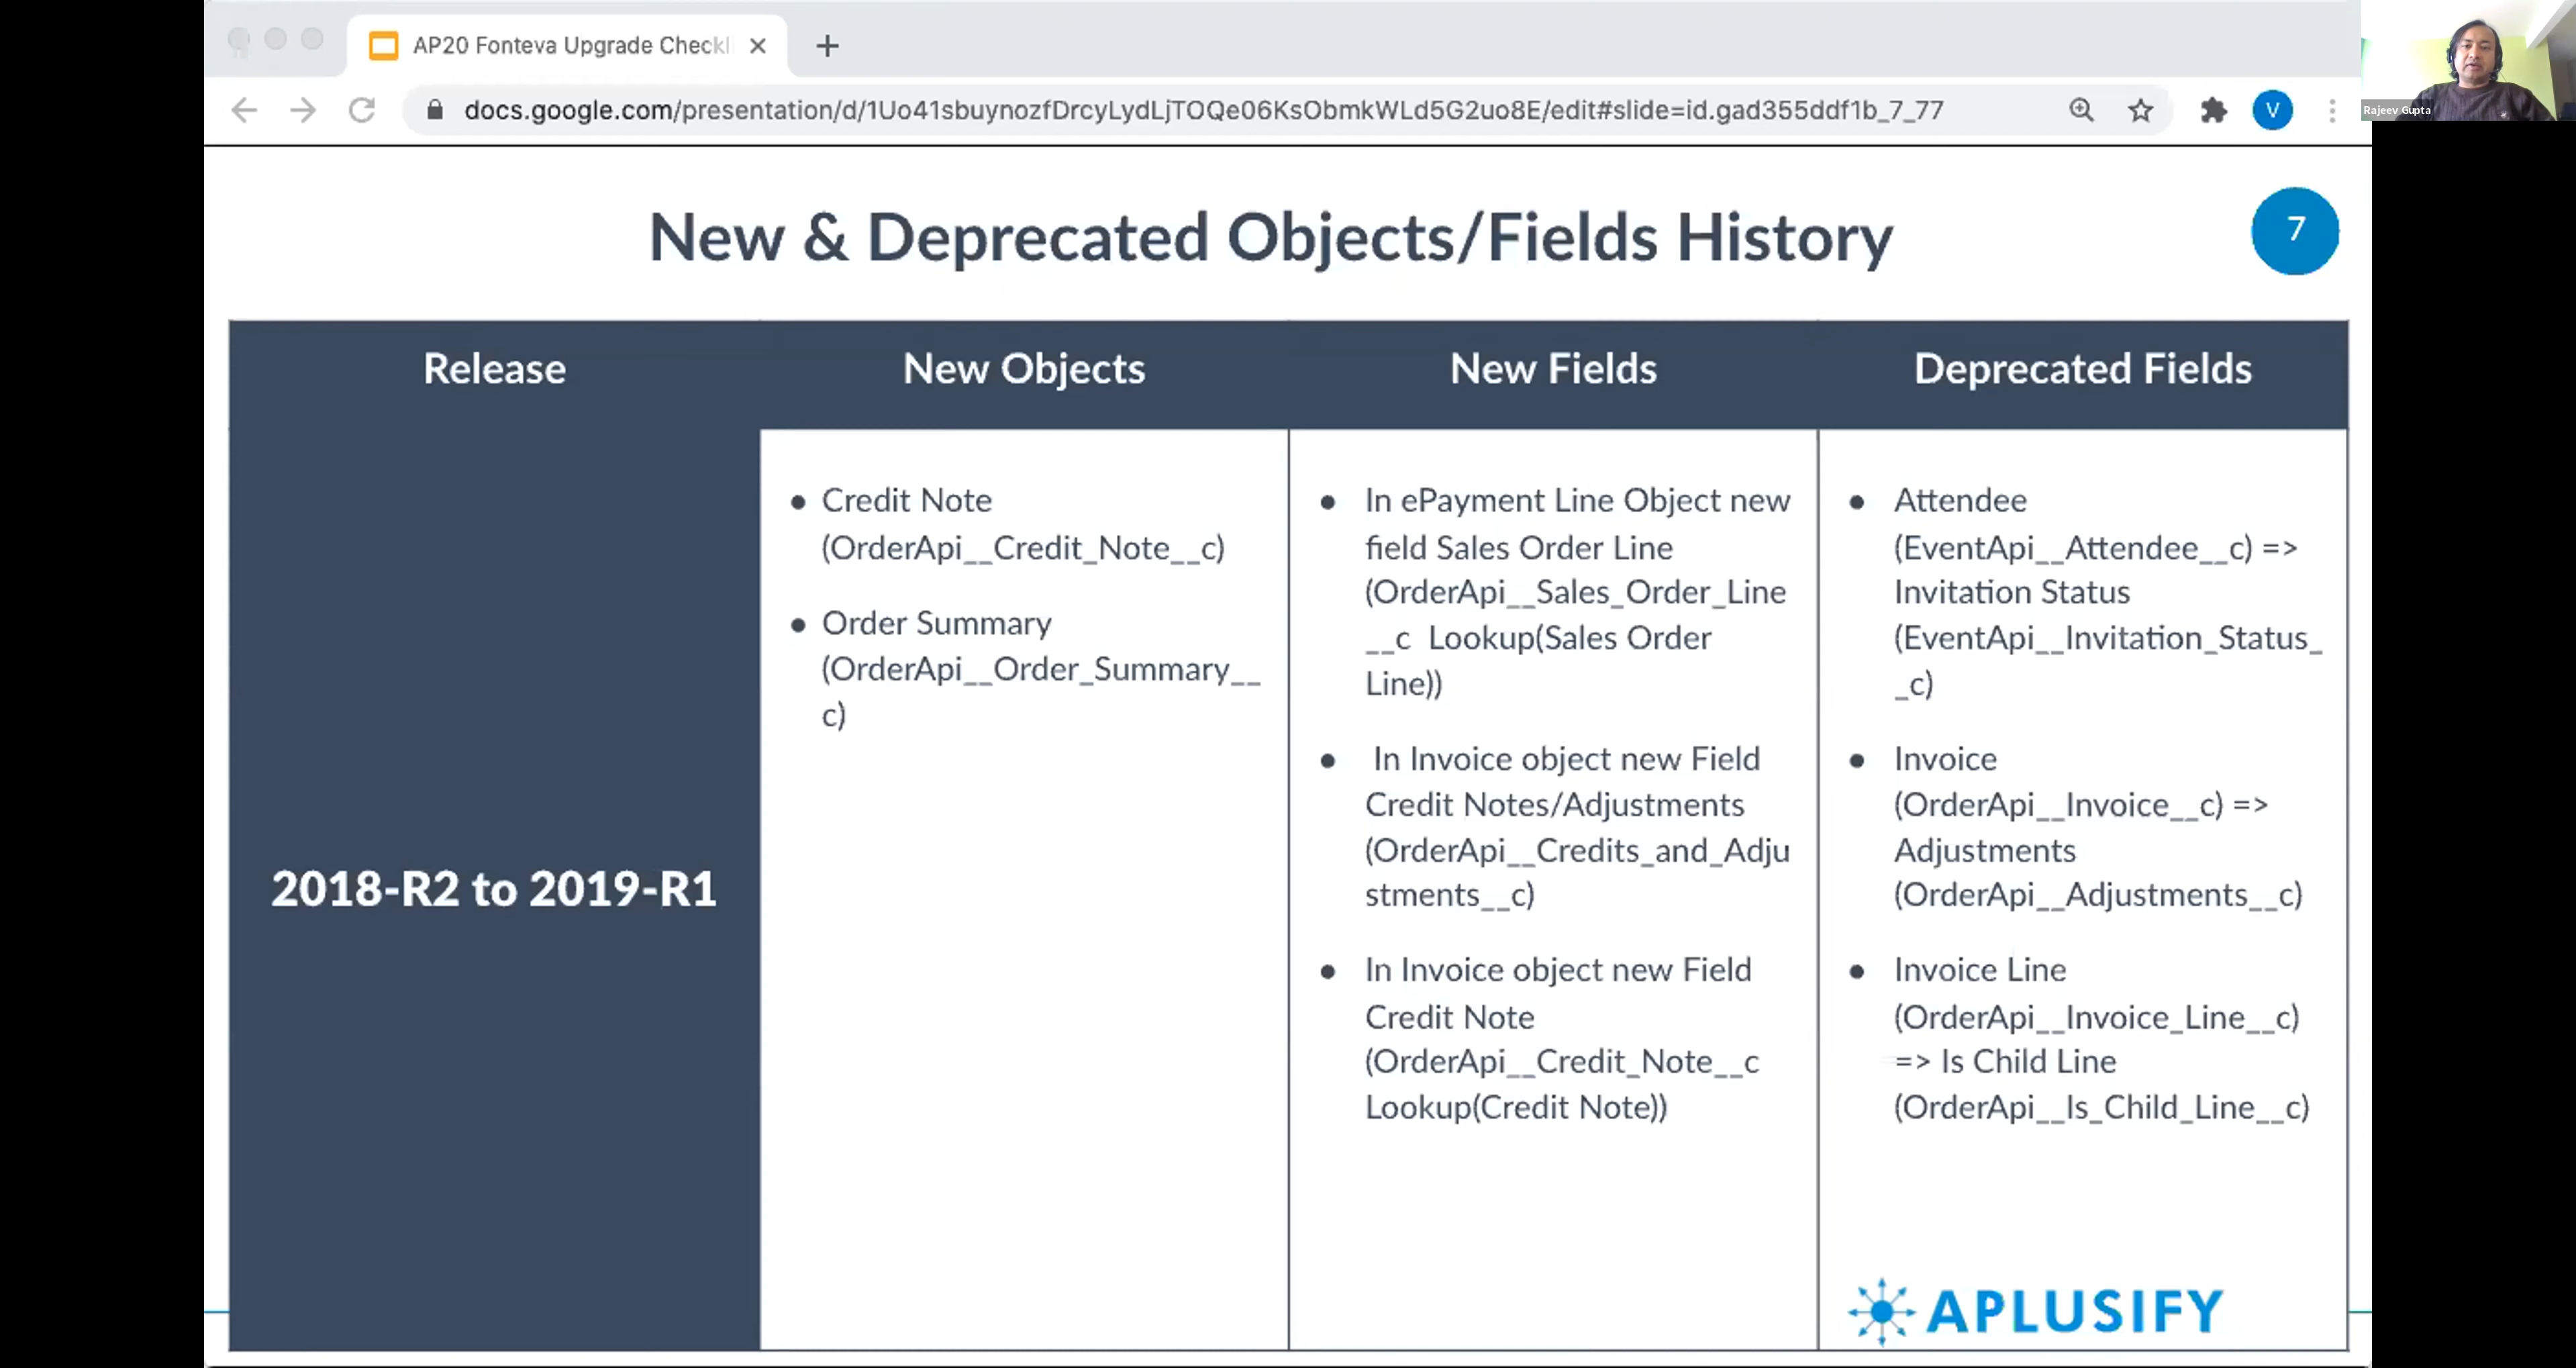 AP20 Fonteva Upgrade Checkl
docs.google.com/presentation/d/1Uo41sbuynozfDrcyLydLjTOQe06KsObmkWLd5G2uo8E/edit#slide=id.gad355ddf1b_7_77
V
Rajeev Gupta
New & Deprecated Objects/Fields History
7
Release
New Objects
New Fields
Deprecated Fields
2018-R2 to 2019-R1
● Credit Note
(OrderApi__Credit_Note__c)
● Order Summary
(OrderApi__Order_Summary__
c)
● In ePayment Line Object new
field Sales Order Line
(OrderApi__Sales_Order_Line
__c Lookup(Sales Order
Line))
● In Invoice object new Field
Credit Notes/Adjustments
(OrderApi__Credits_and_Adju
stments__c)
● In Invoice object new Field
Credit Note
(OrderApi__Credit_Note__c
Lookup(Credit Note))
● Attendee
(EventApi__Attendee__c) =>
Invitation Status
(EventApi__Invitation_Status_
_c)
● Invoice
(OrderApi__Invoice__c) =>
Adjustments
(OrderApi__Adjustments__c)
● Invoice Line
(OrderApi__Invoice_Line__c)
=> Is Child Line
(OrderApi__Is_Child_Line__c)
APLUSIFY